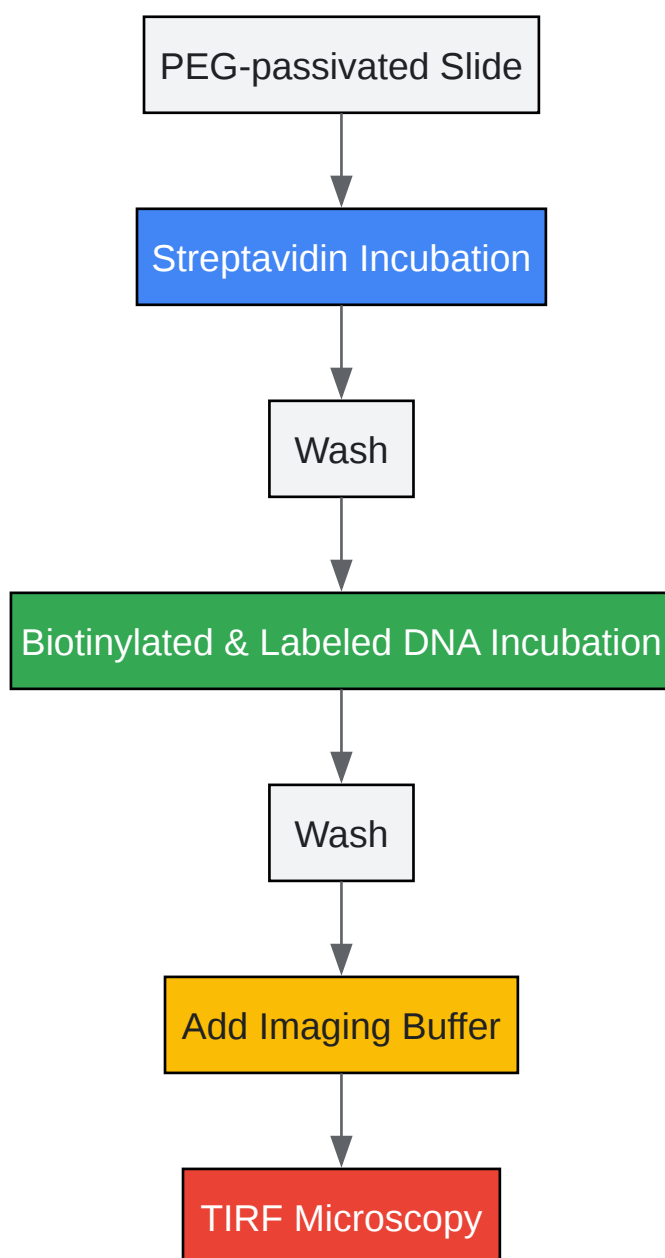 PEG-passivated Slide
Streptavidin Incubation
Wash
Biotinylated & Labeled DNA Incubation
Wash
Add Imaging Buffer
TIRF Microscopy